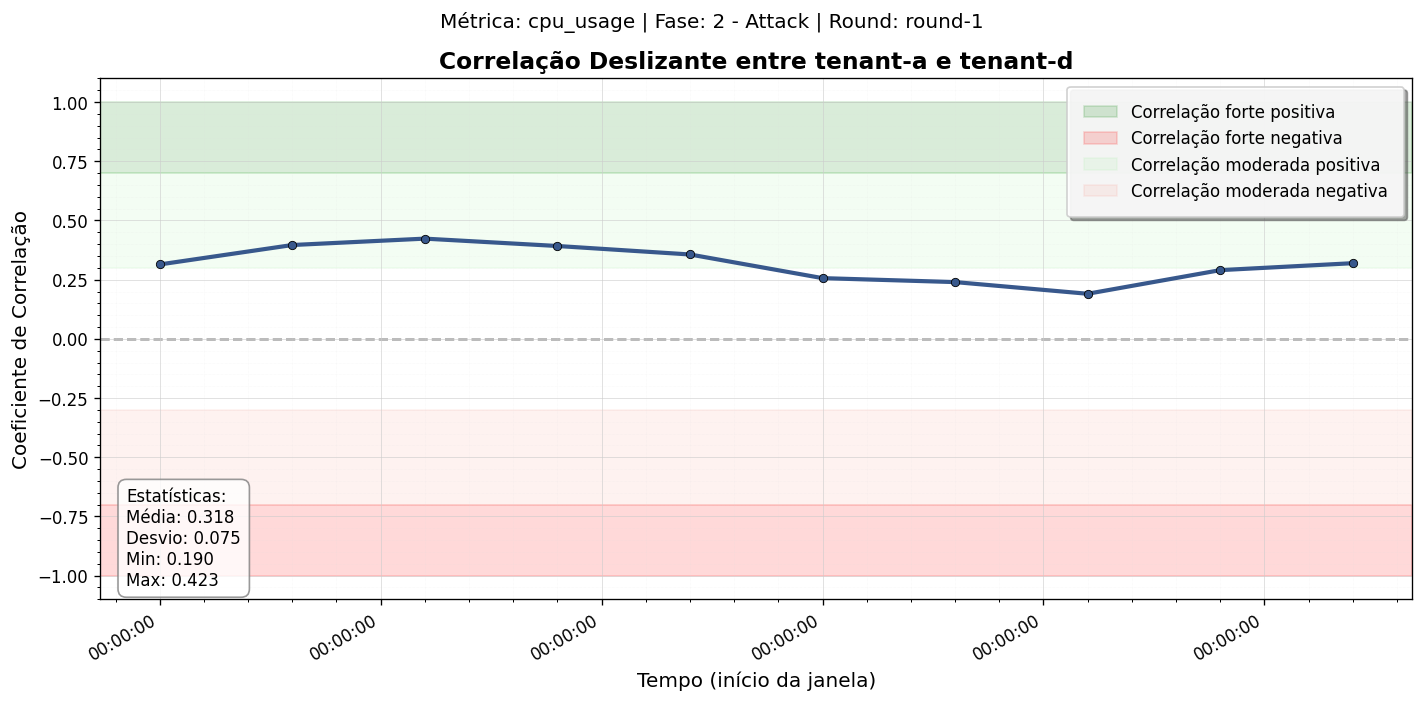 Métrica: cpu_usage | Fase: 2 - Attack | Round: round-1
Correlação Deslizante entre tenant-a e tenant-d
Coeficiente de Correlação
1.00
0.75
0.50
0.25
0.00
−0.25
−0.50
−0.75
−1.00
Correlação forte positiva
Correlação forte negativa
Correlação moderada positiva
Correlação moderada negativa
Estatísticas:
Média: 0.318
Desvio: 0.075
Min: 0.190
Max: 0.423
00:00:00
00:00:00
00:00:00
00:00:00
00:00:00
00:00:00
Tempo (início da janela)